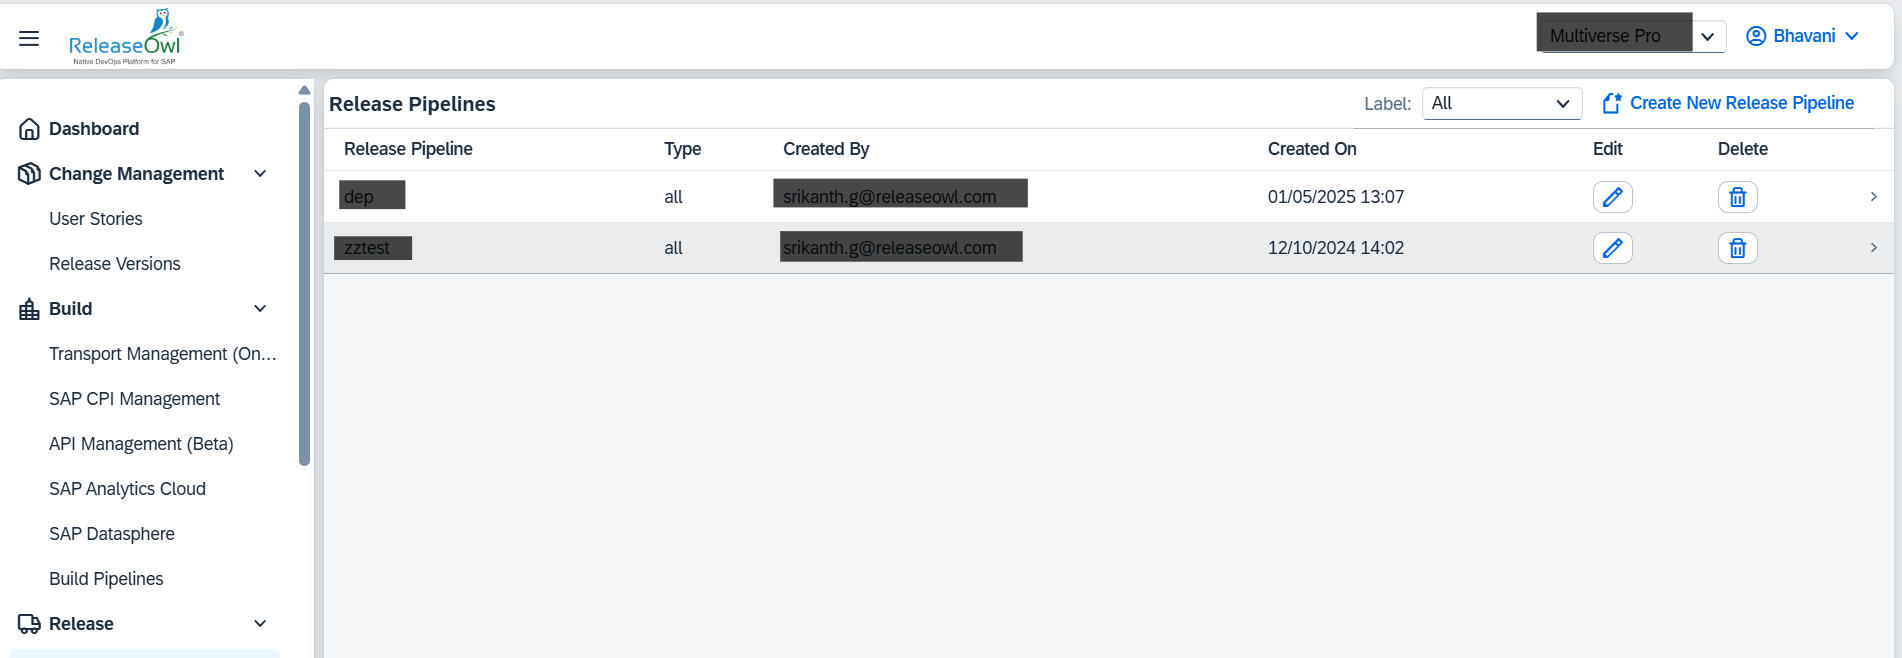 ReleaseOwl®
Native DevOps Platform for SAP
Multiverse Pro
Bhavani
Dashboard
Change Management
User Stories
Release Versions
Build
Transport Management (On...
SAP CPI Management
API Management (Beta)
SAP Analytics Cloud
SAP Datasphere
Build Pipelines
Release
Release Pipelines
Label: All Create New Release Pipeline
Release Pipeline Type Created By Created On Edit Delete
dep all srikanth.g@releaseowl.com 01/05/2025 13:07
zztest all srikanth.g@releaseowl.com 12/10/2024 14:02